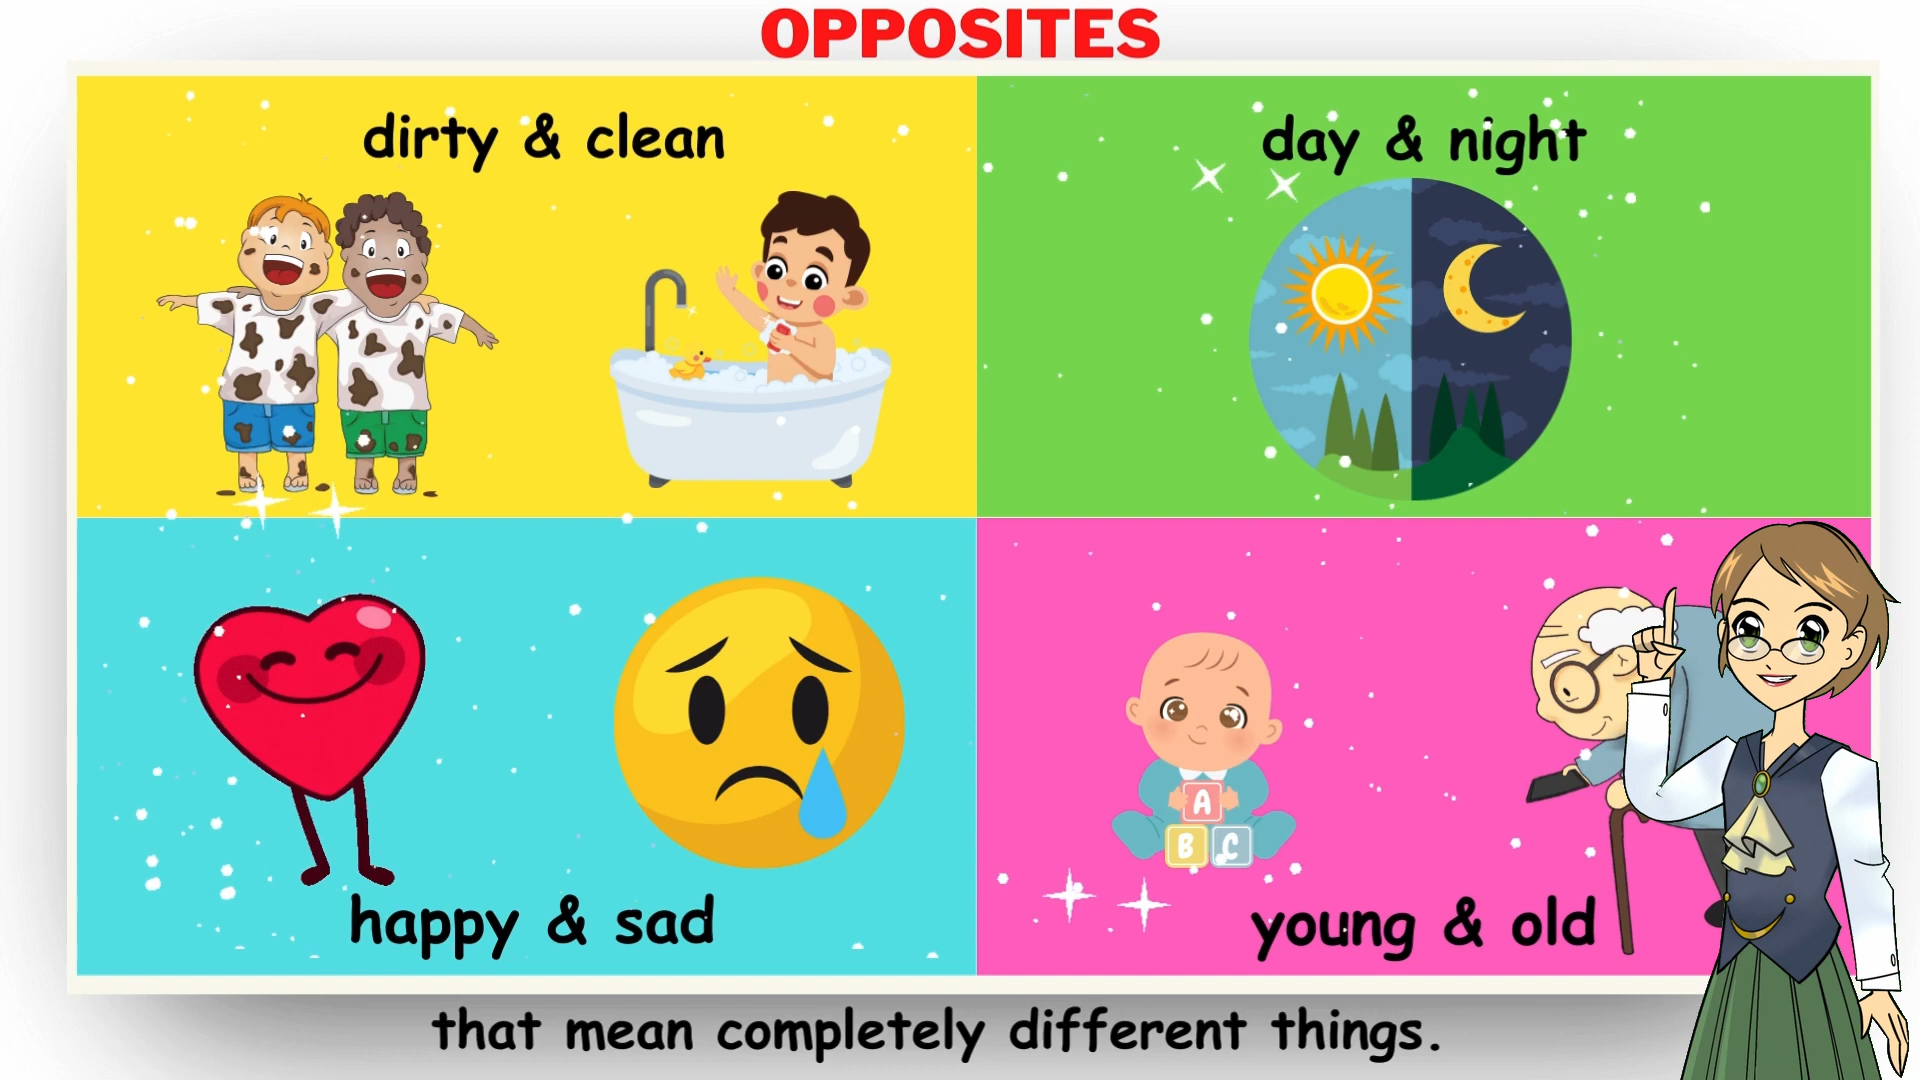 OPPOSITES
dirty & clean
day & night
A
B C
happy & sad
young & old
that mean completely different things.